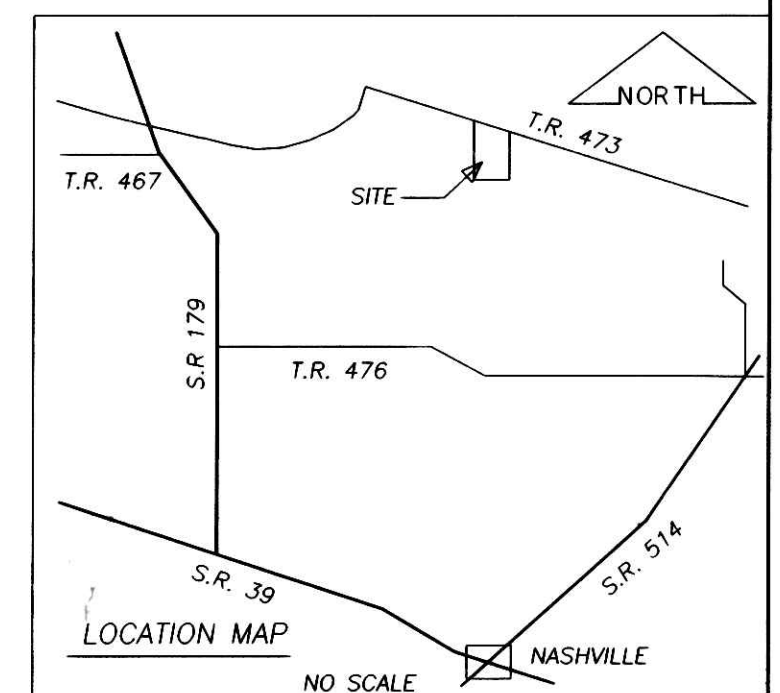 NORTH
T.R. 473
T.R. 467
SITE
S.R 179
T.R. 476
S.R. 514
S.R. 39
LOCATION MAP
NASHVILLE
NO SCALE